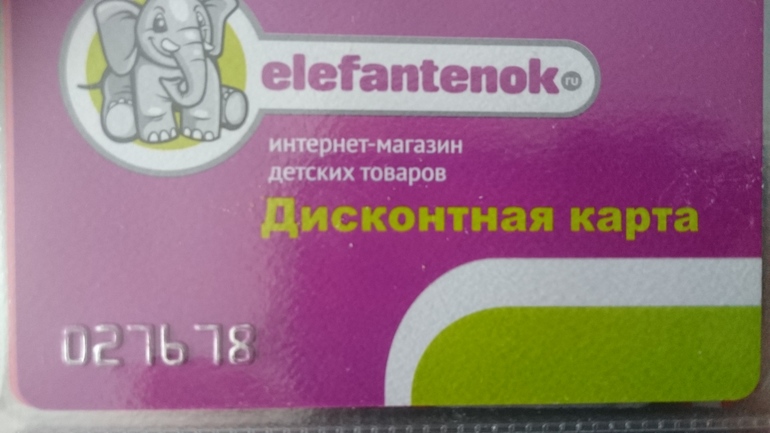 elefantenok.ru
интернет-магазин
детских товаров
Дисконтная карта
027678